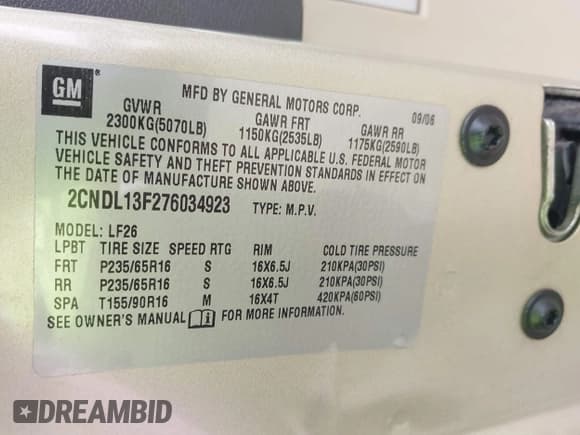 GM ®
MFD BY GENERAL MOTORS CORP. 09/06
GVWR GAWR FRT GAWR RR
2300KG(5070LB) 1150KG(2535LB) 1175KG(2590LB)
THIS VEHICLE CONFORMS TO ALL APPLICABLE U.S. FEDERAL MOTOR
VEHICLE SAFETY AND THEFT PREVENTION STANDARDS IN EFFECT ON
THE DATE OF MANUFACTURE SHOWN ABOVE.
2CNDL13F276034923 TYPE: M.P.V.
MODEL: LF26
LPBT TIRE SIZE SPEED RTG RIM COLD TIRE PRESSURE
FRT P235/65R16 S 16X6.5J 210KPA(30PSI)
RR P235/65R16 S 16X6.5J 210KPA(30PSI)
SPA T155/90R16 M 16X4T 420KPA(60PSI)
SEE OWNER'S MANUAL FOR MORE INFORMATION.
DREAMBID